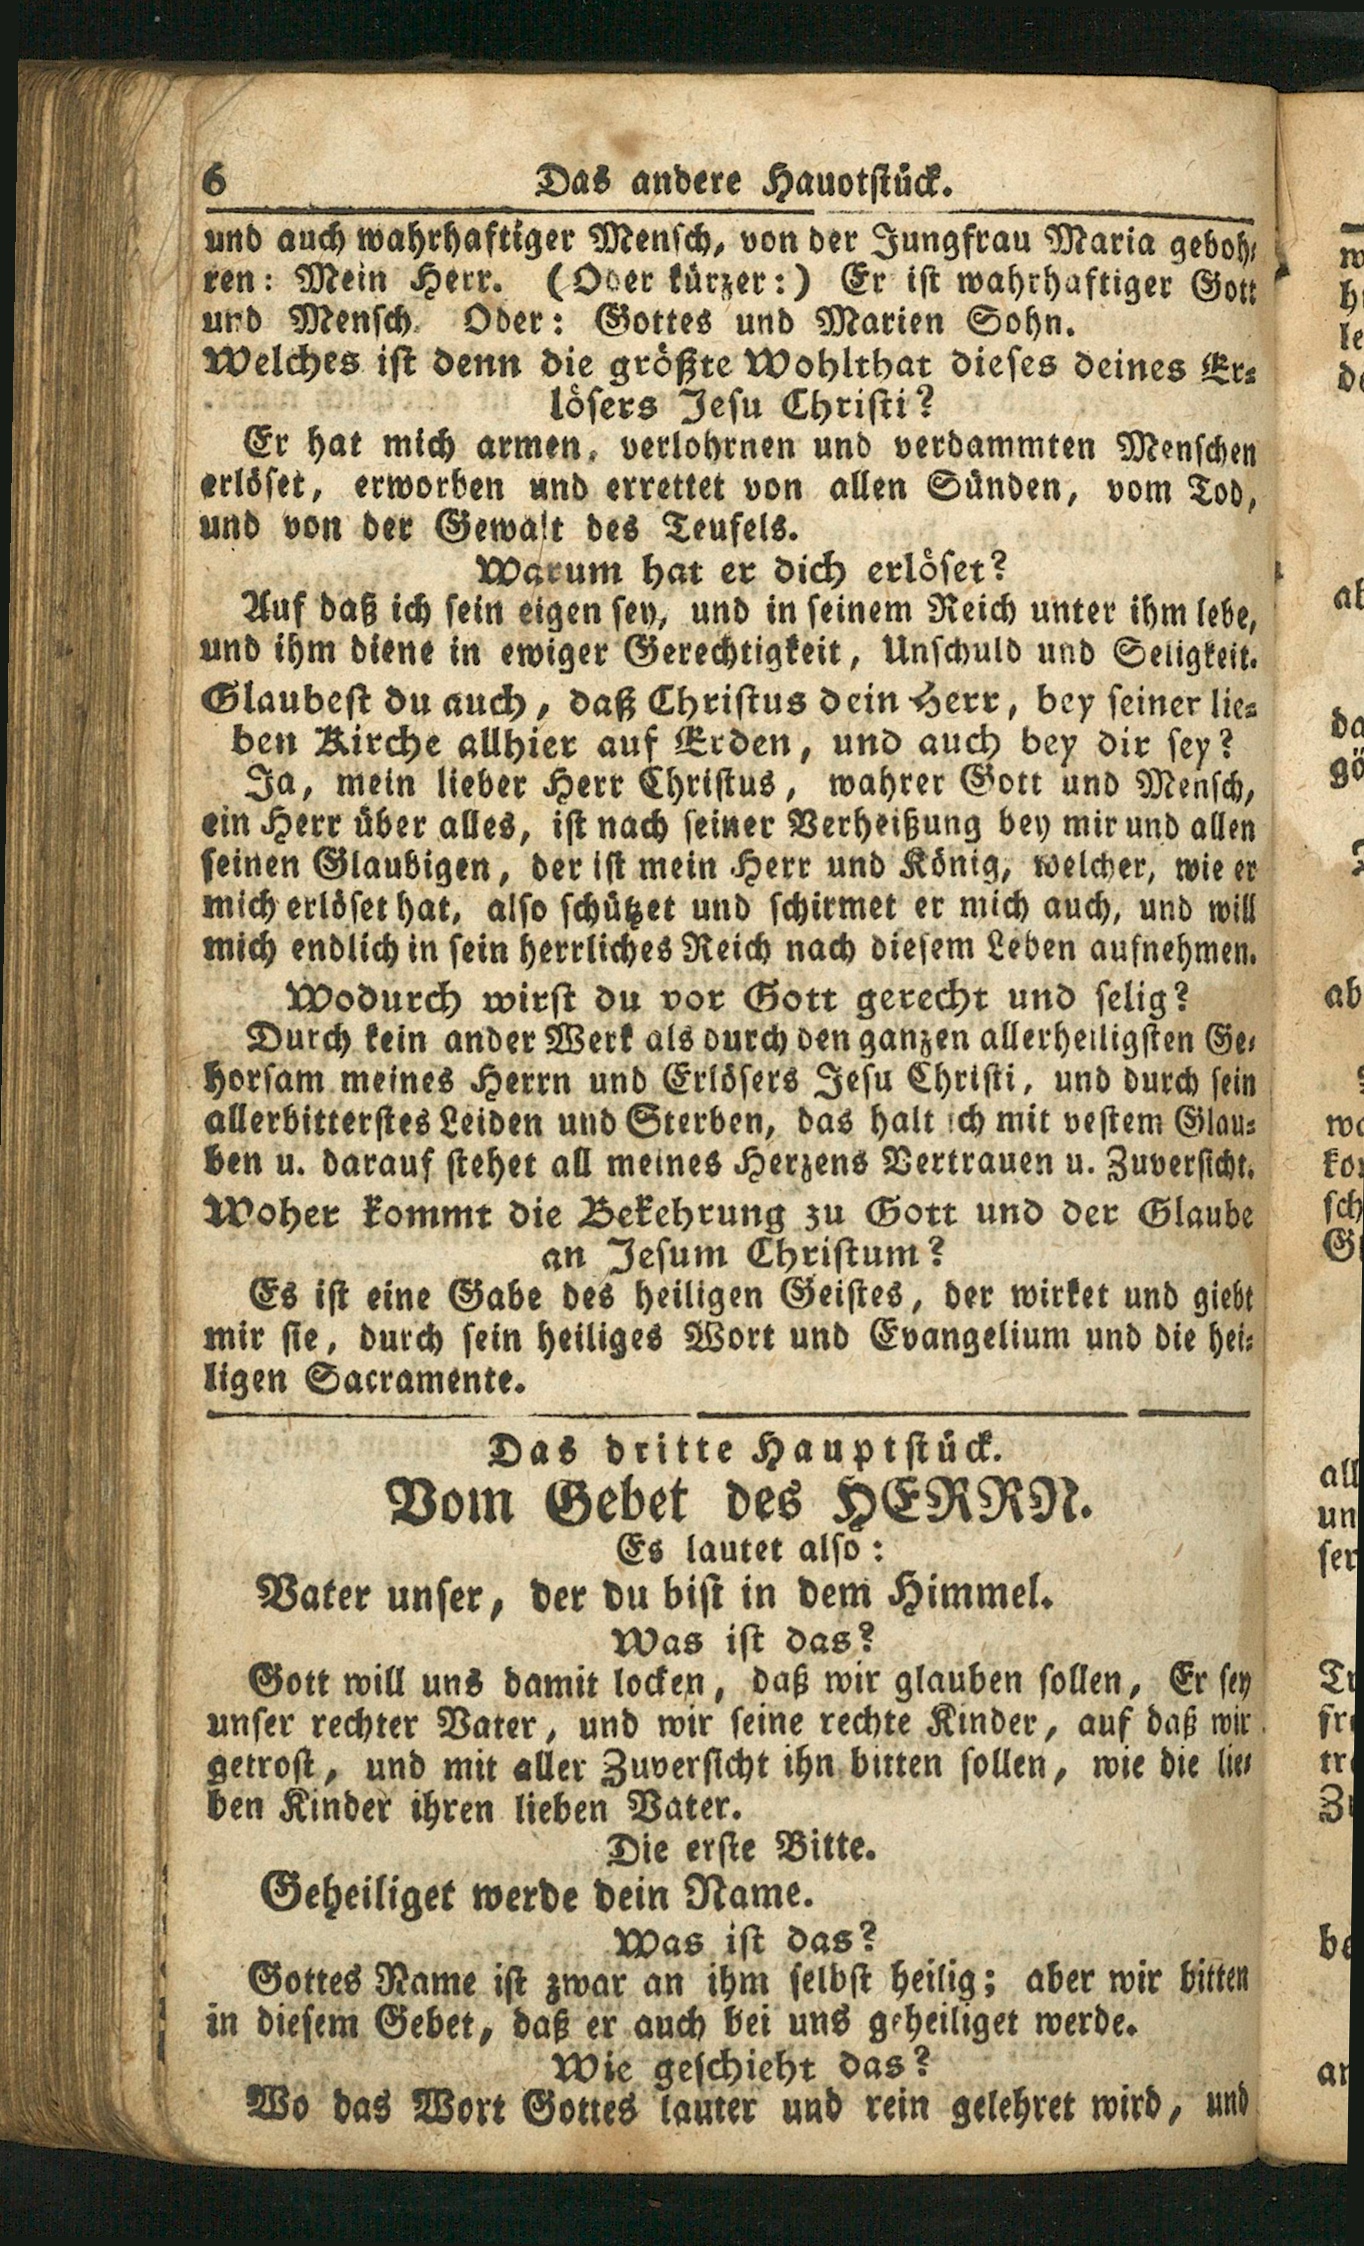 6 Das andere Hauotstück.
und auch wahrhaftiger Mensch, von der Jungfrau Maria geboh-
ren: Mein Herr. (Oder kürzer:) Er ist wahrhaftiger Gott
und Mensch. Oder: Gottes und Marien Sohn.
Welches ist denn die größte Wohlthat dieses deines Er-
lösers Jesu Christi?
Er hat mich armen, verlohrnen und verdammten Menschen
erlöset, erworben und errettet von allen Sünden, vom Tod,
und von der Gewalt des Teufels.
Warum hat er dich erlöset?
Auf daß ich sein eigen sey, und in seinem Reich unter ihm lebe,
und ihm diene in ewiger Gerechtigkeit, Unschuld und Seligkeit.
Glaubest du auch, daß Christus dein Herr, bey seiner lie-
ben Kirche allhier auf Erden, und auch bey dir sey?
Ja, mein lieber Herr Christus, wahrer Gott und Mensch,
ein Herr über alles, ist nach seiner Verheißung bey mir und allen
seinen Glaubigen, der ist mein Herr und König, welcher, wie er
mich erlöset hat, also schützet und schirmet er mich auch, und will
mich endlich in sein herrliches Reich nach diesem Leben aufnehmen.
Wodurch wirst du vor Gott gerecht und selig?
Durch kein ander Werk als durch den ganzen allerheiligsten Ge-
horsam meines Herrn und Erlösers Jesu Christi, und durch sein
allerbitterstes Leiden und Sterben, das halt ich mit vestem Glau-
ben u. darauf stehet all meines Herzens Vertrauen u. Zuversicht.
Woher kommt die Bekehrung zu Gott und der Glaube
an Jesum Christum?
Es ist eine Gabe des heiligen Geistes, der wirket und giebt
mir sie, durch sein heiliges Wort und Evangelium und die hei-
ligen Sacramente.
Das dritte Hauptstück.
Vom Gebet des HERRN.
Es lautet also:
Vater unser, der du bist in dem Himmel.
Was ist das?
Gott will uns damit locken, daß wir glauben sollen, Er sey
unser rechter Vater, und wir seine rechte Kinder, auf daß wir
getrost, und mit aller Zuversicht ihn bitten sollen, wie die lie-
ben Kinder ihren lieben Vater.
Die erste Bitte.
Geheiliget werde dein Name.
Was ist das?
Gottes Name ist zwar an ihm selbst heilig; aber wir bitten
in diesem Gebet, daß er auch bei uns geheiliget werde.
Wie geschieht das?
Wo das Wort Gottes lauter und rein gelehret wird, und